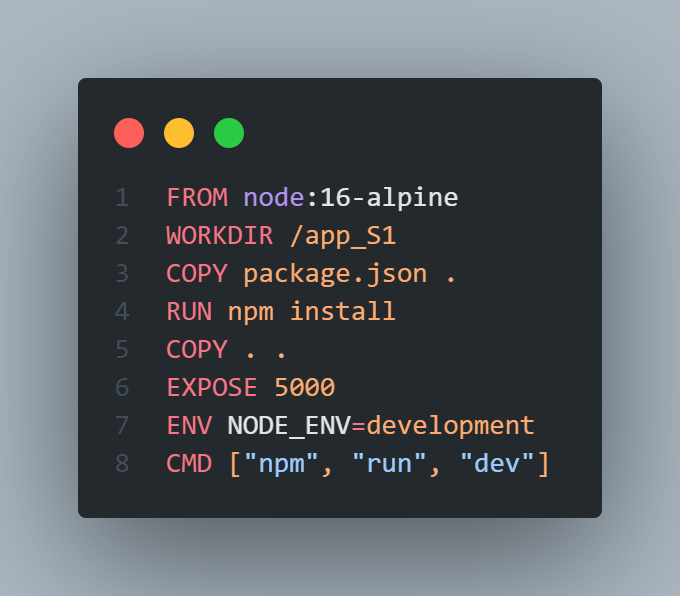 1 FROM node:16-alpine
2 WORKDIR /app_S1
3 COPY package.json .
4 RUN npm install
5 COPY . .
6 EXPOSE 5000
7 ENV NODE_ENV=development
8 CMD ["npm", "run", "dev"]